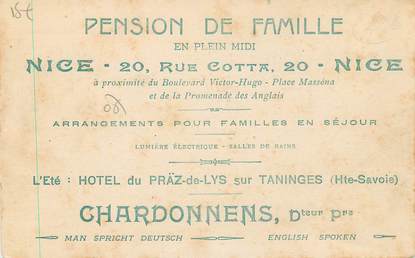 PENSION DE FAMILLE
EN PLEIN MIDI
NICE - 20, RUE COTTA, 20 - NICE
à proximité du Boulevard Victor-Hugo - Place Masséna
et de la Promenade des Anglais
ARRANGEMENTS POUR FAMILLES EN SÉJOUR
LUMIÈRE ÉLECTRIQUE - SALLES DE BAINS
L'Eté : HOTEL du PRÄZ-de-LYS sur TANINGES (Hte-Savoie)
CHARDONNENS, Dteur Pre
MAN SPRICHT DEUTSCH
ENGLISH SPOKEN